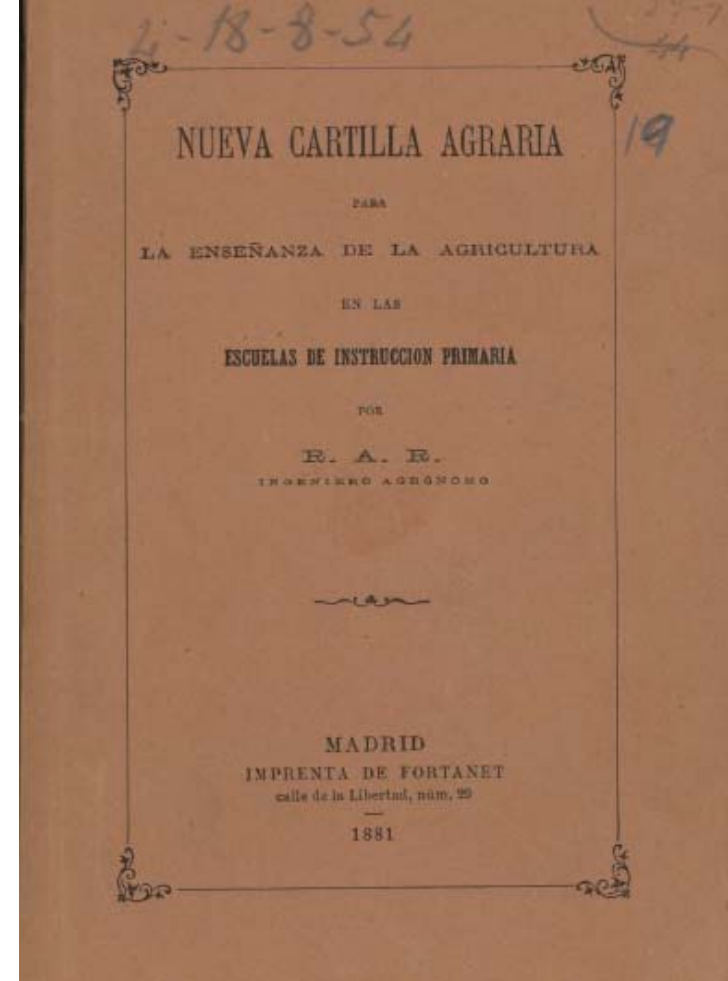 4-18-8-54
44
19
NUEVA CARTILLA AGRARIA
PARA
LA ENSEÑANZA DE LA AGRICULTURA
EN LAS
ESCUELAS DE INSTRUCCION PRIMARIA
POR
R. A. R.
INGENIERO AGRÓNOMO
MADRID
IMPRENTA DE FORTANET
calle de la Libertad, núm. 29
1881